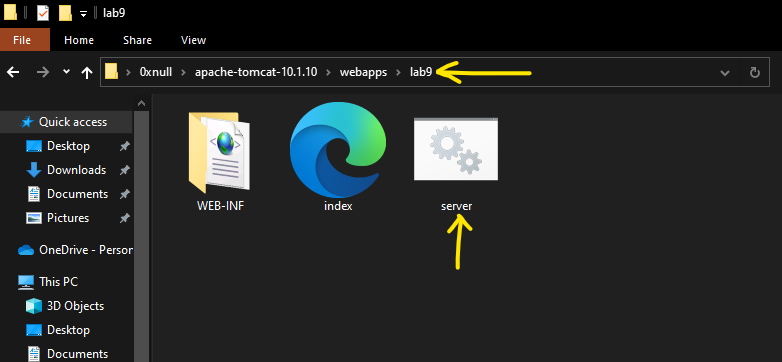 lab9
File
Home
Share
View
0xnull
apache-tomcat-10.1.10
webapps
lab9
Quick access
Desktop
Downloads
Documents
Pictures
OneDrive - Person
This PC
3D Objects
Desktop
Documents
WEB-INF
index
server